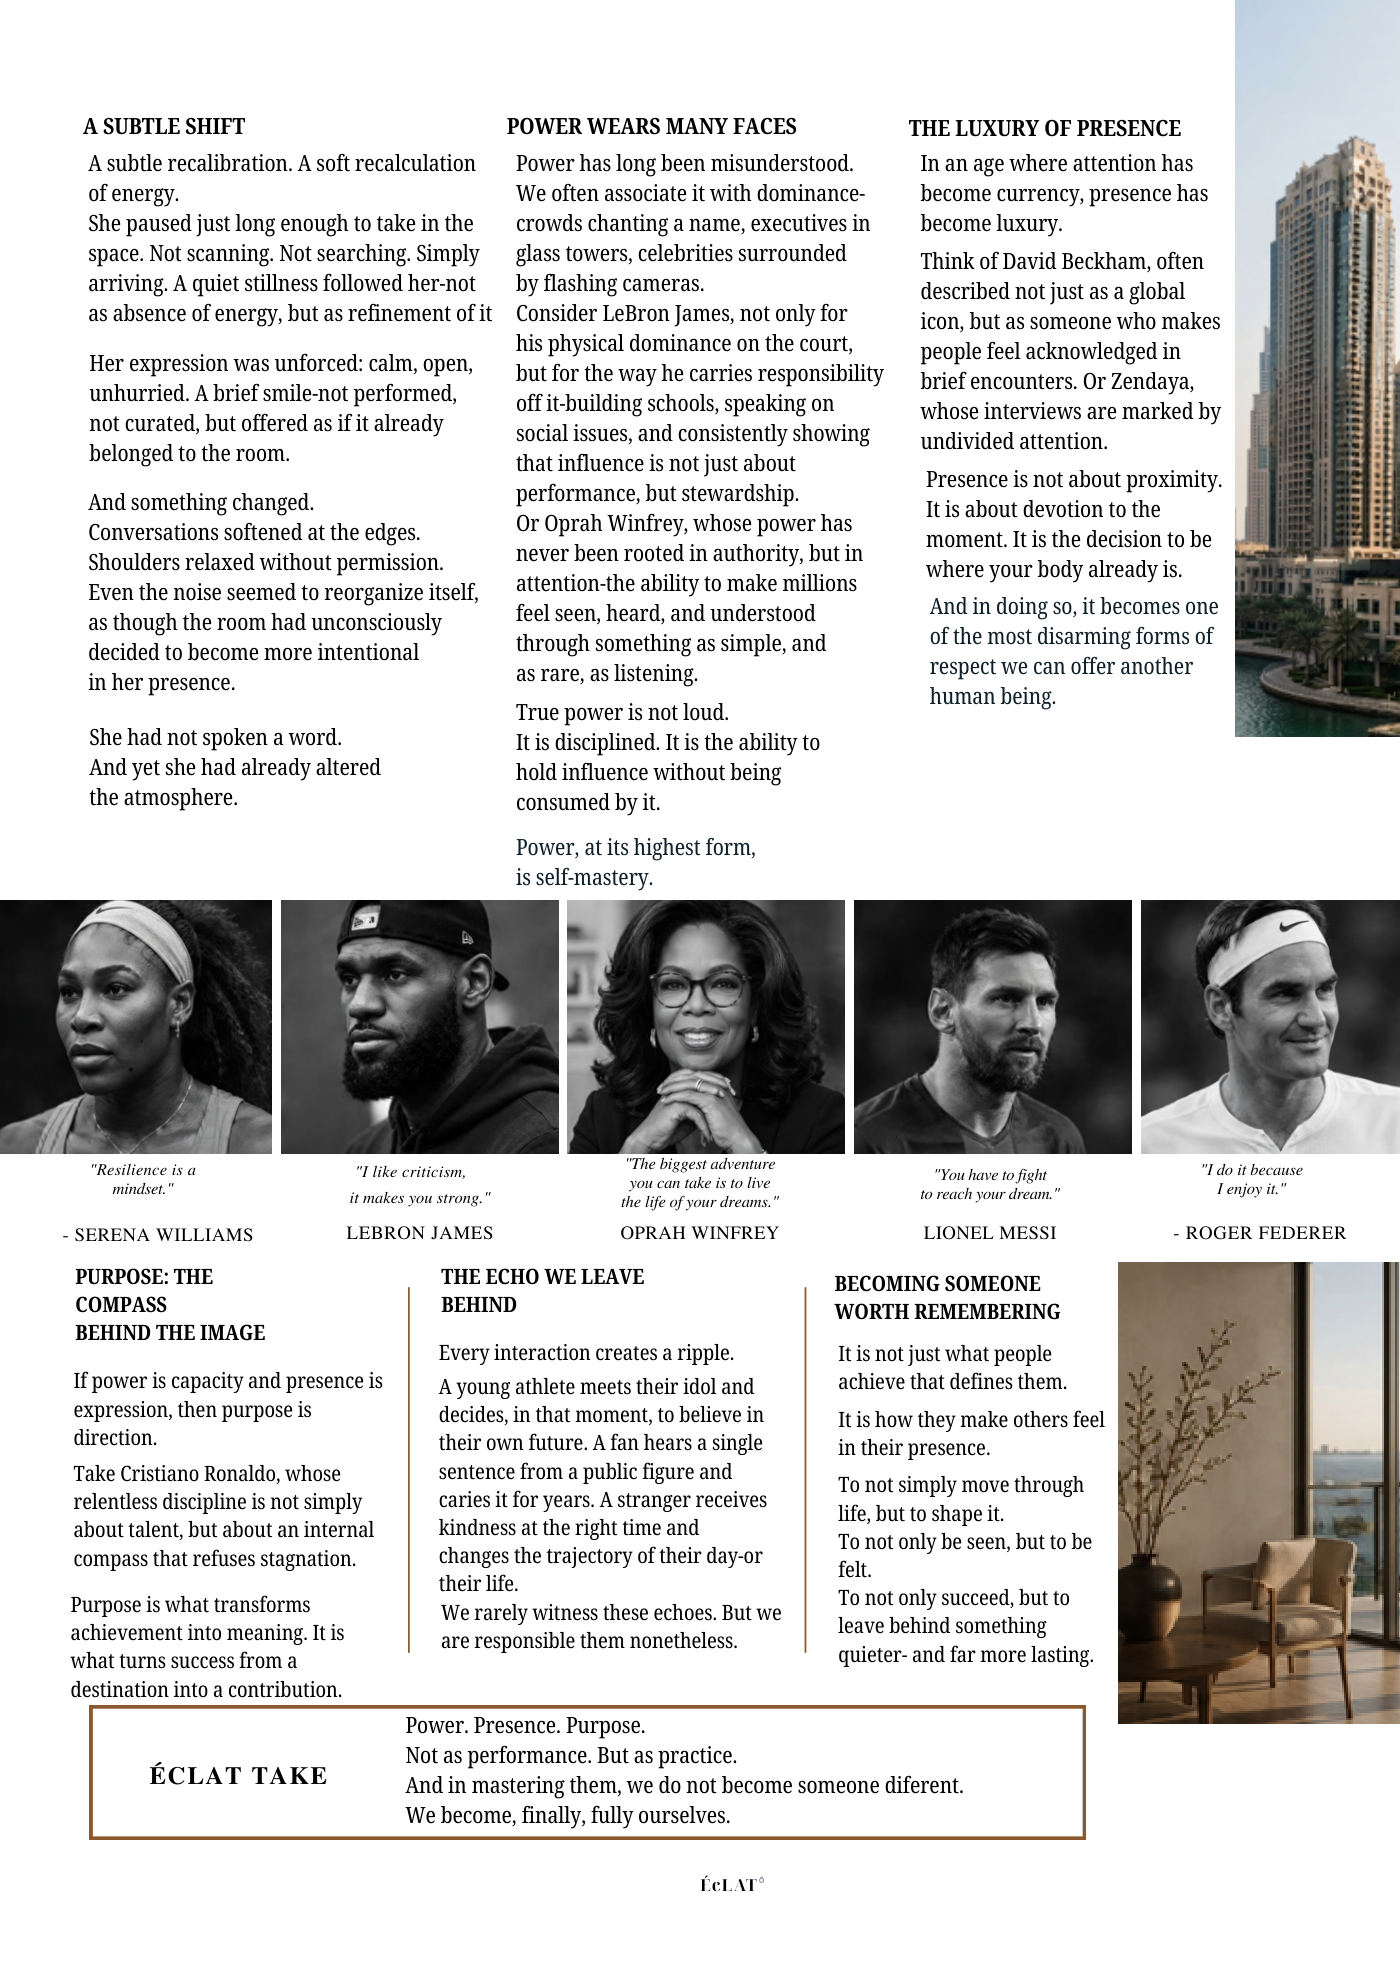 A SUBTLE SHIFT
A subtle recalibration. A soft recalculation
of energy.
She paused just long enough to take in the
space. Not scanning. Not searching. Simply
arriving. A quiet stillness followed her-not
as absence of energy, but as refinement of it
Her expression was unforced: calm, open,
unhurried. A brief smile-not performed,
not curated, but offered as if it already
belonged to the room.
And something changed.
Conversations softened at the edges.
Shoulders relaxed without permission.
Even the noise seemed to reorganize itself,
as though the room had unconsciously
decided to become more intentional
in her presence.
She had not spoken a word.
And yet she had already altered
the atmosphere.
POWER WEARS MANY FACES
Power has long been misunderstood.
We often associate it with dominance-
crowds chanting a name, executives in
glass towers, celebrities surrounded
by flashing cameras.
Consider LeBron James, not only for
his physical dominance on the court,
but for the way he carries responsibility
off it-building schools, speaking on
social issues, and consistently showing
that influence is not just about
performance, but stewardship.
Or Oprah Winfrey, whose power has
never been rooted in authority, but in
attention-the ability to make millions
feel seen, heard, and understood
through something as simple, and
as rare, as listening.
True power is not loud.
It is disciplined. It is the ability to
hold influence without being
consumed by it.
Power, at its highest form,
is self-mastery.
THE LUXURY OF PRESENCE
In an age where attention has
become currency, presence has
become luxury.
Think of David Beckham, often
described not just as a global
icon, but as someone who makes
people feel acknowledged in
brief encounters. Or Zendaya,
whose interviews are marked by
undivided attention.
Presence is not about proximity.
It is about devotion to the
moment. It is the decision to be
where your body already is.
And in doing so, it becomes one
of the most disarming forms of
respect we can offer another
human being.
"Resilience is a
mindset."
- SERENA WILLIAMS
"I like criticism,
it makes you strong."
LEBRON JAMES
"The biggest adventure
you can take is to live
the life of your dreams."
OPRAH WINFREY
"You have to fight
to reach your dream."
LIONEL MESSI
"I do it because
I enjoy it."
- ROGER FEDERER
PURPOSE: THE
COMPASS
BEHIND THE IMAGE
If power is capacity and presence is
expression, then purpose is
direction.
Take Cristiano Ronaldo, whose
relentless discipline is not simply
about talent, but about an internal
compass that refuses stagnation.
Purpose is what transforms
achievement into meaning. It is
what turns success from a
destination into a contribution.
THE ECHO WE LEAVE
BEHIND
Every interaction creates a ripple.
A young athlete meets their idol and
decides, in that moment, to believe in
their own future. A fan hears a single
sentence from a public figure and
caries it for years. A stranger receives
kindness at the right time and
changes the trajectory of their day-or
their life.
We rarely witness these echoes. But we
are responsible them nonetheless.
BECOMING SOMEONE
WORTH REMEMBERING
It is not just what people
achieve that defines them.
It is how they make others feel
in their presence.
To not simply move through
life, but to shape it.
To not only be seen, but to be
felt.
To not only succeed, but to
leave behind something
quieter- and far more lasting.
ÉCLAT TAKE
Power. Presence. Purpose.
Not as performance. But as practice.
And in mastering them, we do not become someone diferent.
We become, finally, fully ourselves.
ÉcLAT